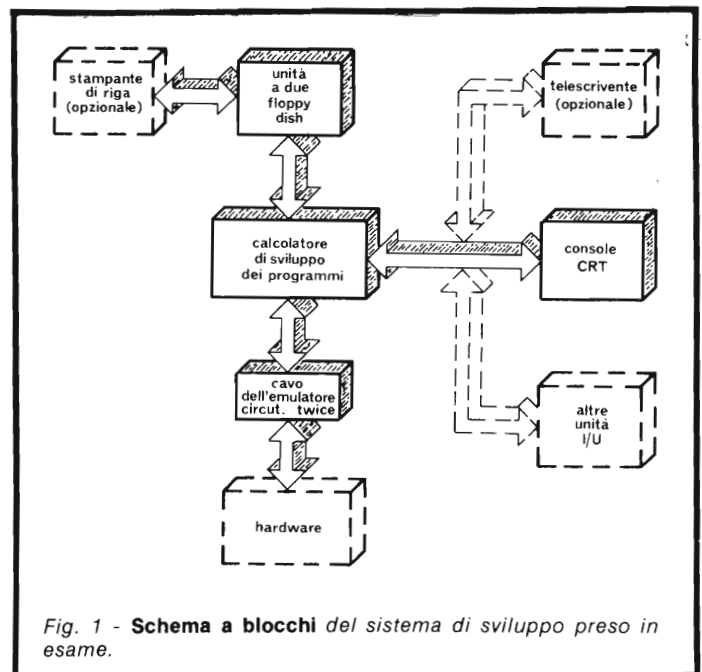 stampante
di riga
(opzionale)
unità
a due
floppy
dish
telescrivente
(opzionale)
calcolatore
di sviluppo
dei programmi
console
CRT
cavo
dell'emulatore
circut. twice
altre
unità
I/U
hardware
Fig. 1 - Schema a blocchi del sistema di sviluppo preso in
esame.